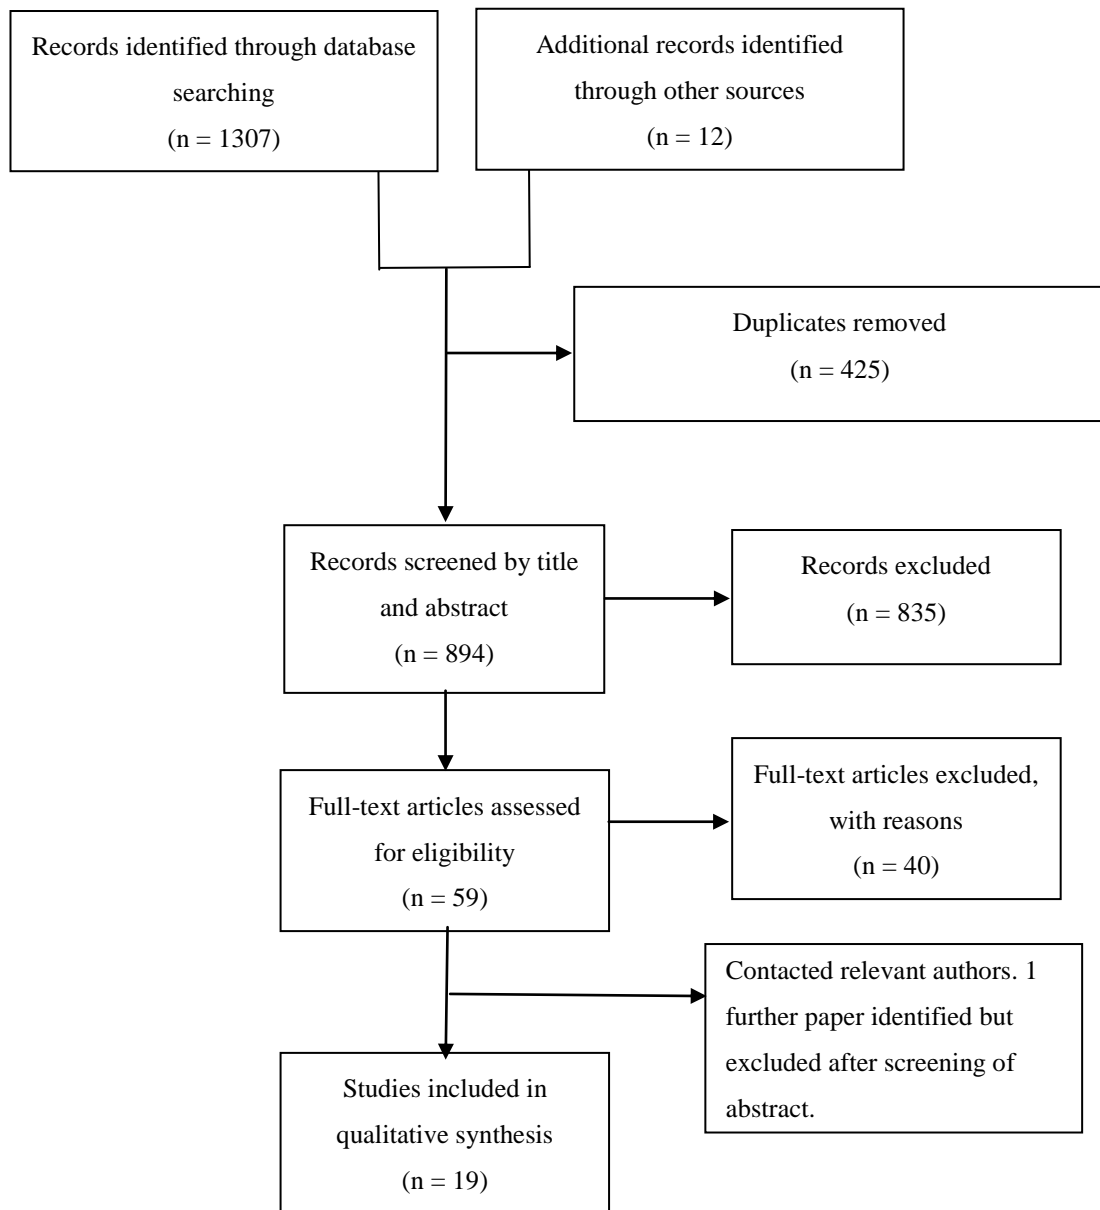 Records identified through database
searching
(n = 1307)
Additional records identified
through other sources
(n = 12)
Duplicates removed
(n = 425)
Records screened by title
and abstract
(n = 894)
Records excluded
(n = 835)
Full-text articles assessed
for eligibility
(n = 59)
Full-text articles excluded,
with reasons
(n = 40)
Contacted relevant authors. 1
further paper identified but
excluded after screening of
abstract.
Studies included in
qualitative synthesis
(n = 19)